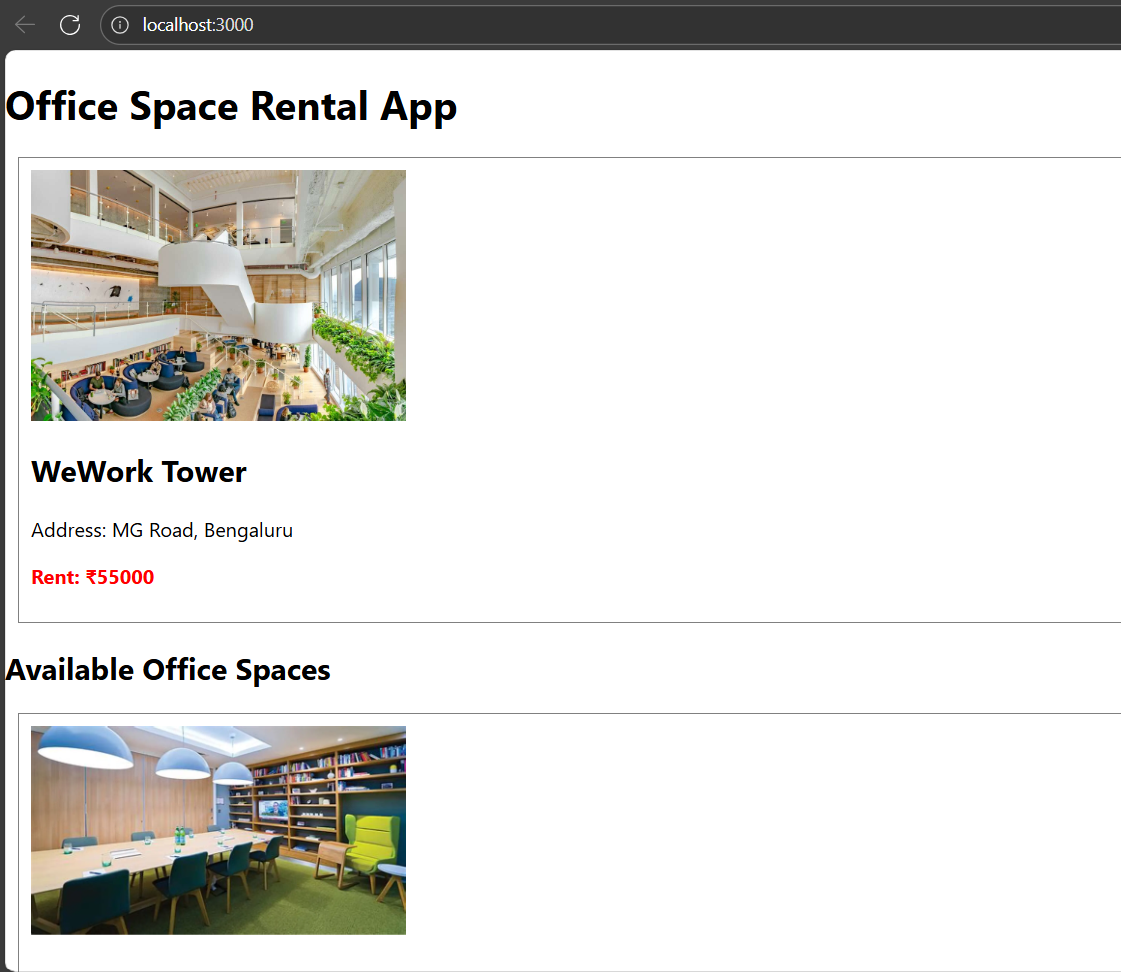 localhost:3000
Office Space Rental App
WeWork Tower
Address: MG Road, Bengaluru
Rent: ₹55000
Available Office Spaces